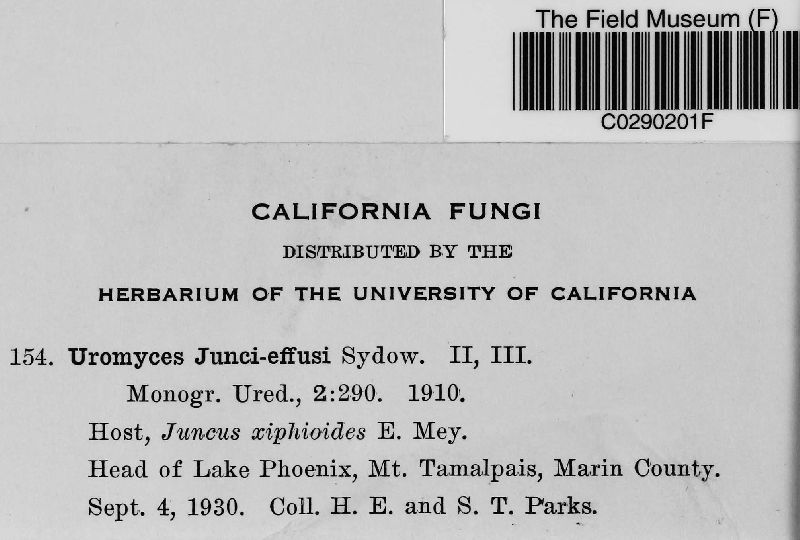 The Field Museum (F)
C0290201F
CALIFORNIA FUNGI
DISTRIBUTED BY THE
HERBARIUM OF THE UNIVERSITY OF CALIFORNIA
154. Uromyces Junci-effusi Sydow. II, III.
Monogr. Ured., 2:290. 1910.
Host, Juncus xiphioides E. Mey.
Head of Lake Phoenix, Mt. Tamalpais, Marin County.
Sept. 4, 1930. Coll. H. E. and S. T. Parks.